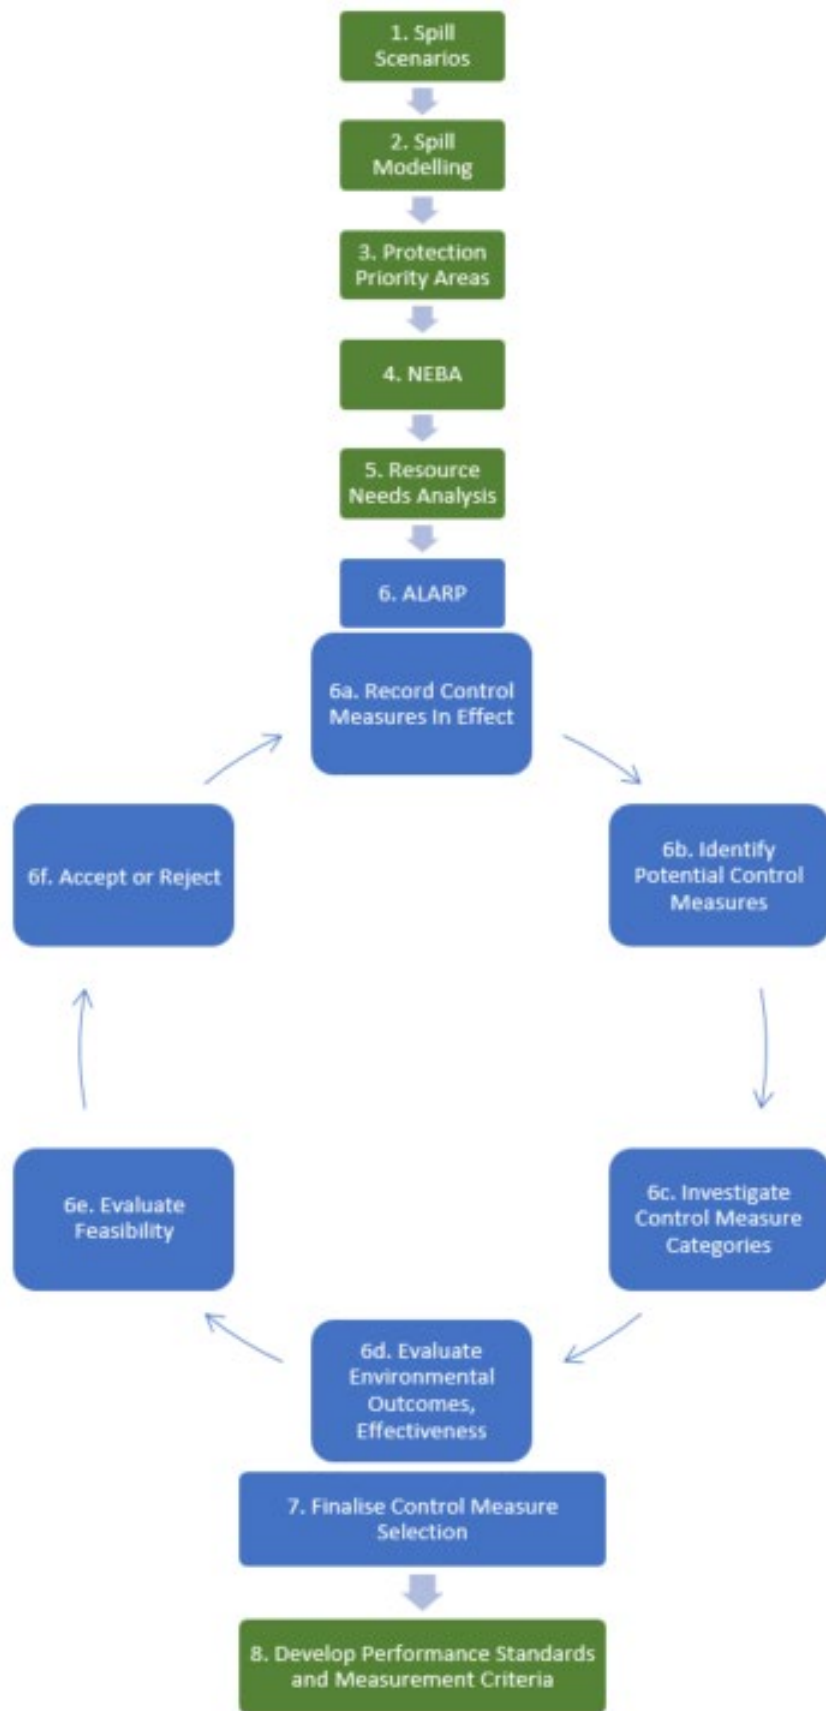 1. Spill
Scenarios
2. Spill
Modelling
3. Protection
Priority Areas
4. NEBA
5. Resource
Needs Analysis
6. ALARP
6a. Record Control
Measures In Effect
6b. Identify
Potential Control
Measures
6c. Investigate
Control Measure
Categories
6d. Evaluate
Environmental
Outcomes,
Effectiveness
6e. Evaluate
Feasibility
6f. Accept or Reject
7. Finalise Control Measure
Selection
8. Develop Performance Standards
and Measurement Criteria